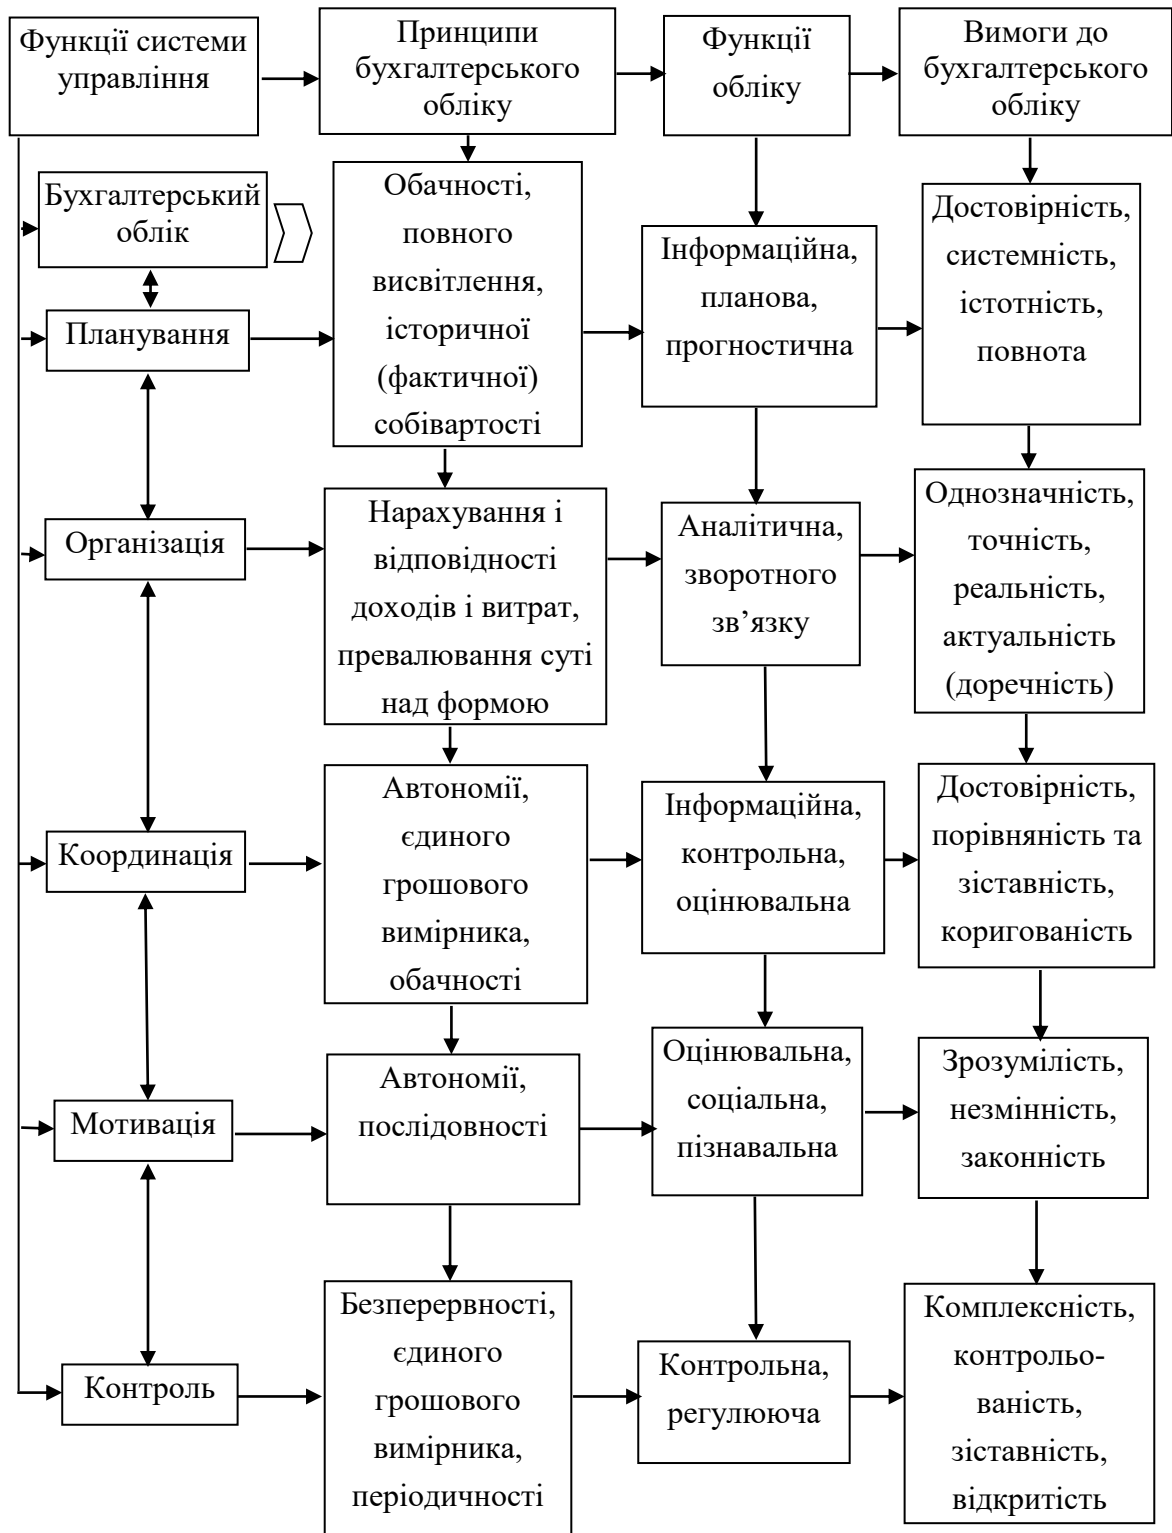 Функції системи
управління
Принципи
бухгалтерського
обліку
Функції
обліку
Вимоги до
бухгалтерського
обліку
Бухгалтерський
облік
Обачності,
повного
висвітлення,
історичної
(фактичної)
собівартості
Інформаційна,
планова,
прогностична
Достовірність,
системність,
істотність,
повнота
Планування
Організація
Нарахування і
відповідності
доходів і витрат,
превалювання суті
над формою
Аналітична,
зворотного
зв’язку
Однозначність,
точність,
реальність,
актуальність
(доречність)
Координація
Автономії,
єдиного
грошового
вимірника,
обачності
Інформаційна,
контрольна,
оцінювальна
Достовірність,
порівняність та
зіставність,
коригованість
Мотивація
Автономії,
послідовності
Оцінювальна,
соціальна,
пізнавальна
Зрозумілість,
незмінність,
законність
Контроль
Безперервності,
єдиного
грошового
вимірника,
періодичності
Контрольна,
регулююча
Комплексність,
контрольо-
ваність,
зіставність,
відкритість